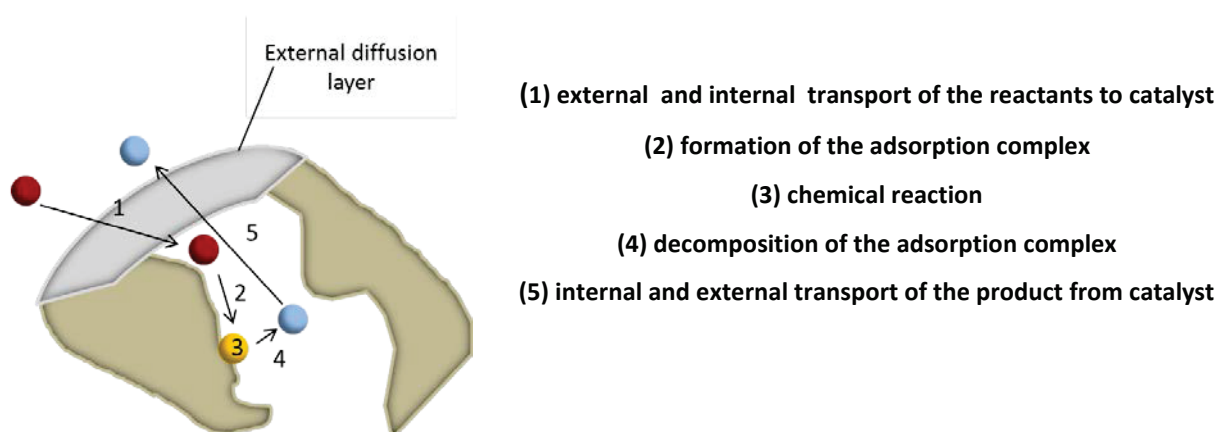 External diffusion
layer
1
5
2
3
4
(1) external and internal transport of the reactants to catalyst
(2) formation of the adsorption complex
(3) chemical reaction
(4) decomposition of the adsorption complex
(5) internal and external transport of the product from catalyst